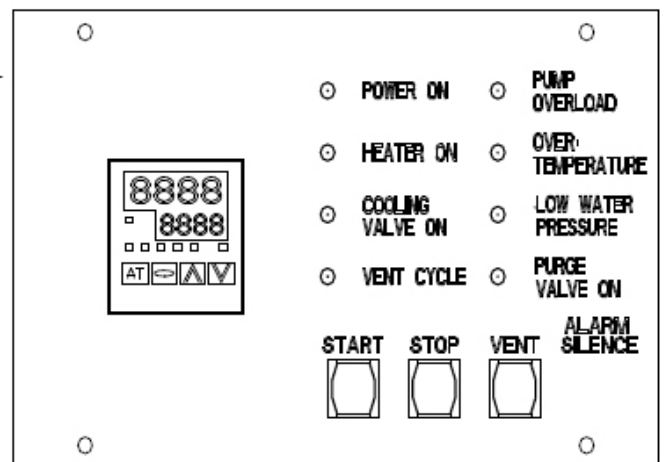 POWER ON
PUMP
OVERLOAD
HEATER ON
OVER-
TEMPERATURE
8888
8888
COOLING
VALVE ON
LOW WATER
PRESSURE
AT
VENT CYCLE
PURGE
VALVE ON
START
STOP
VENT
ALARM
SILENCE